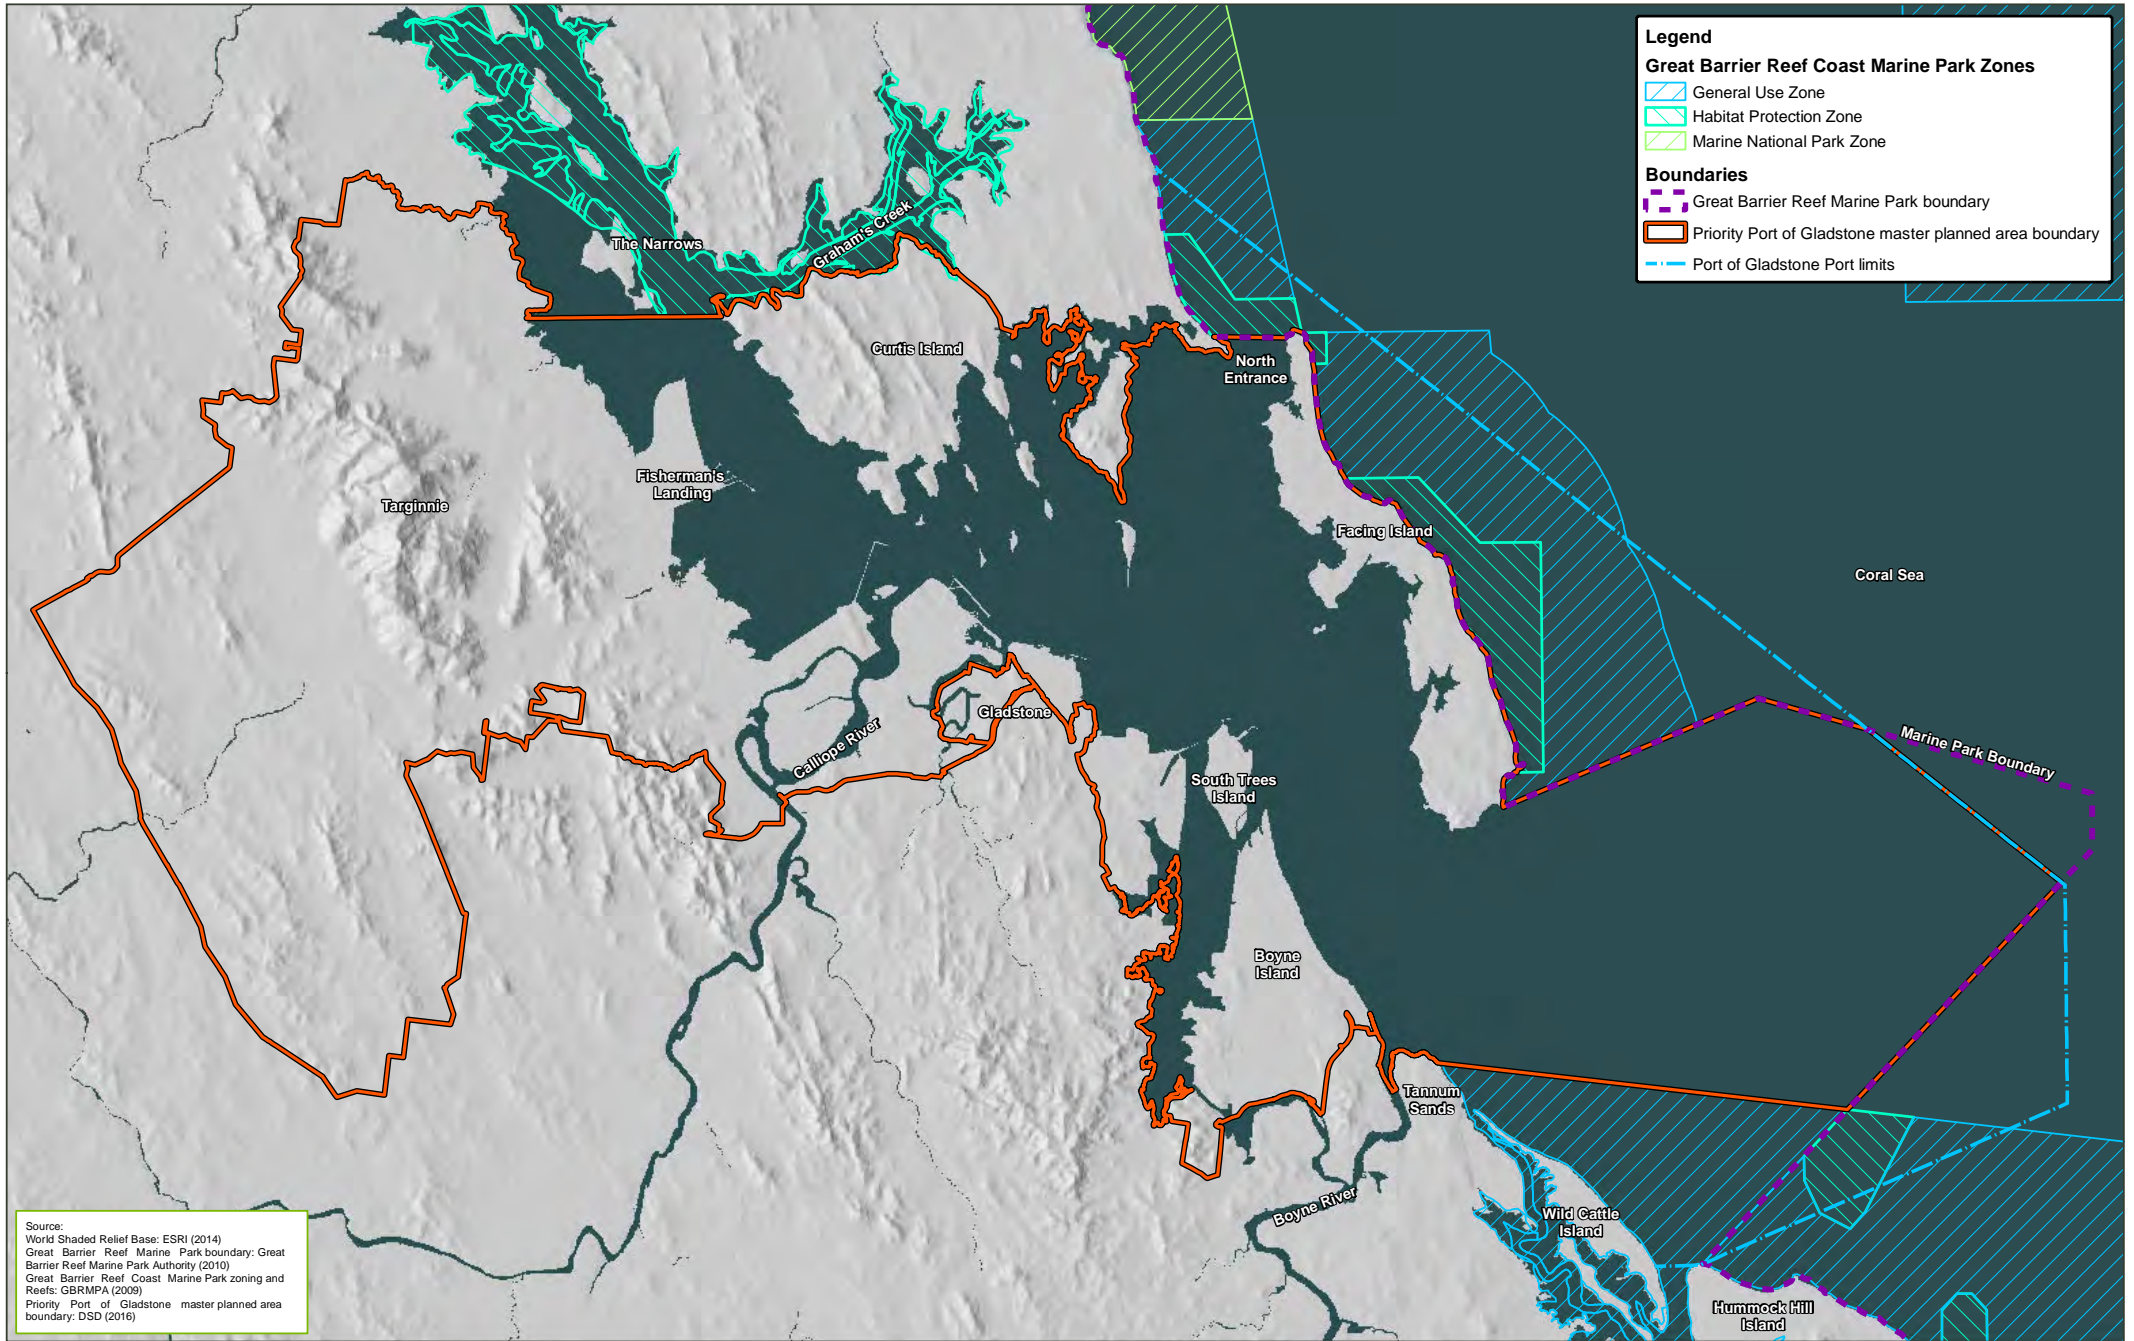 Legend
Great Barrier Reef Coast Marine Park Zones
General Use Zone
Habitat Protection Zone
Marine National Park Zone
Boundaries
Great Barrier Reef Marine Park boundary
Priority Port of Gladstone master planned area boundary
Port of Gladstone Port limits
The Narrows
Graham's Creek
Curtis Island
North
Entrance
Fisherman's
Landing
Targinnie
Facing Island
Coral Sea
Gladstone
Calliope River
South Trees
Island
Marine Park Boundary
Boyne
Island
Tannum
Sands
Boyne River
Wild Cattle
Island
Hummock Hill
Island
Source:
World Shaded Relief Base: ESRI (2014)
Great Barrier Reef Marine Park boundary: Great
Barrier Reef Marine Park Authority (2010)
Great Barrier Reef Coast Marine Park zoning and
Reefs: GBRMPA (2009)
Priority Port of Gladstone master planned area
boundary: DSD (2016)